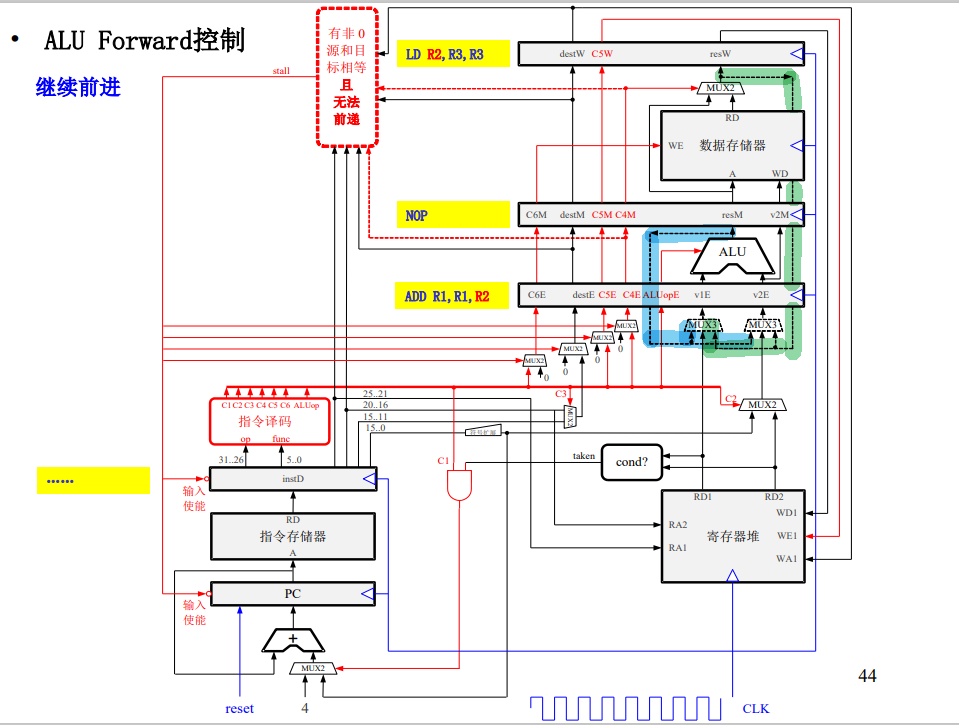 • ALU Forward控制
继续前进
有非 0
源和目
标相等
且
无法
前递
stall
LD R2,R3,R3
destW C5W resW
MUX2
RD
WE 数据存储器
A WD
NOP
C6M destM C5M C4M resM v2M
ALU
ADD R1,R1,R2
C6E destE C5E C4E ALUopE v1E v2E
MUX3 MUX3
MUX2
MUX2
MUX2
MUX2
0
0
0
0
C1 C2 C3 C4 C5 C6 ALUop
指令译码
op func
31..26 5..0
25..21
20..16
15..11
15..0
C3
MUX2
符号扩展
C2
MUX2
C1
taken
cond?
……
输入
使能
instD
RD
指令存储器
A
RD1 RD2
WD1
RA2
寄存器堆
WE1
RA1
WA1
输入
使能
PC
+
MUX2
reset
4
CLK
44